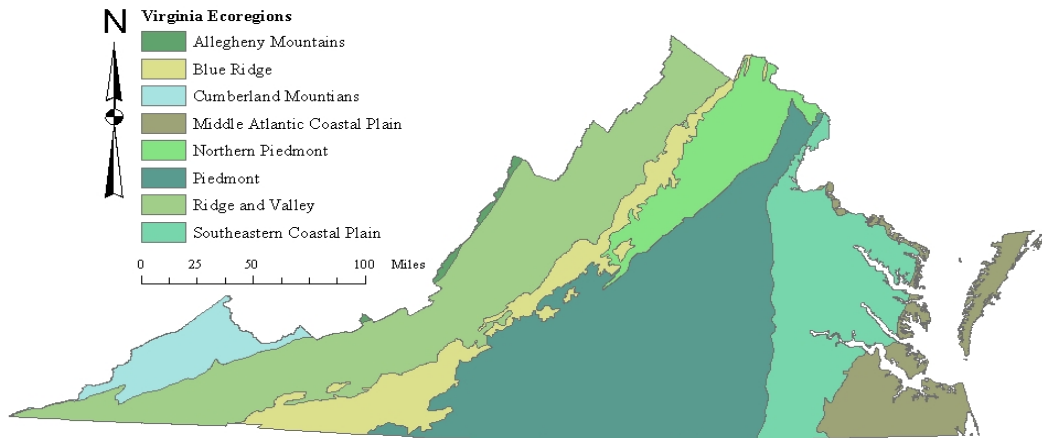 N
Virginia Ecoregions
Allegheny Mountains
Blue Ridge
Cumberland Mountians
Middle Atlantic Coastal Plain
Northern Piedmont
Piedmont
Ridge and Valley
Southeastern Coastal Plain
0 25 50 100 Miles